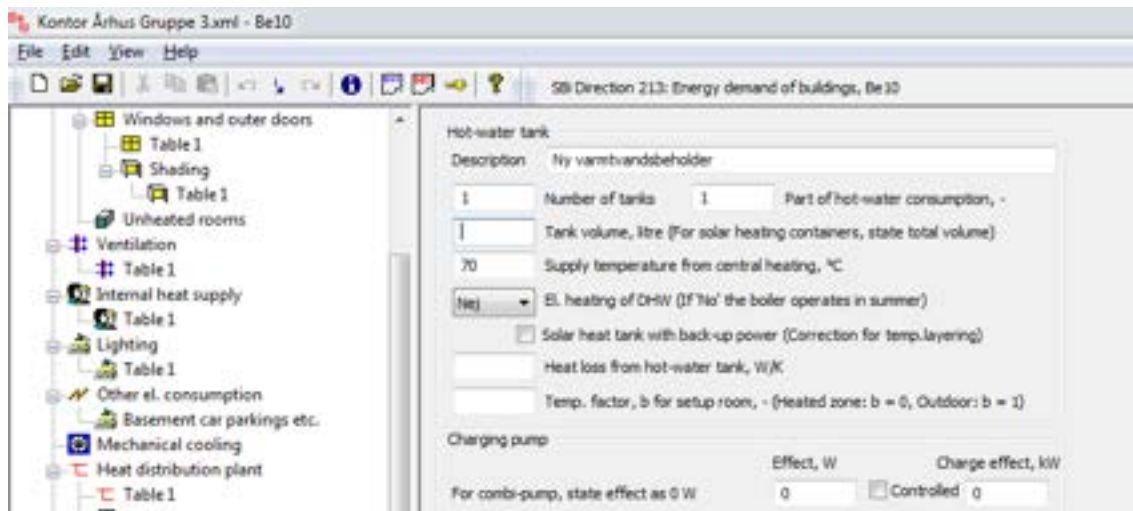 Kontor Århus Gruppe 3.xml - Be10
File Edit View Help
SBi Direction 213: Energy demand of buildings, Be10
Windows and outer doors
Table 1
Shading
Table 1
Unheated rooms
Ventilation
Table 1
Internal heat supply
Table 1
Lighting
Table 1
Other el. consumption
Basement car parkings etc.
Mechanical cooling
Heat distribution plant
Table 1
Hot-water tank
Description Ny varmtvandsbeholder
1 Number of tanks 1 Part of hot-water consumption, -
Tank volume, litre (For solar heating containers, state total volume)
70 Supply temperature from central heating, °C
Nej El. heating of DHW (If 'No' the boiler operates in summer)
Solar heat tank with back-up power (Correction for temp.layering)
Heat loss from hot-water tank, W/K
Temp. factor, b for setup room, - (Heated zone: b = 0, Outdoor: b = 1)
Charging pump
Effect, W Charge effect, kW
For combi-pump, state effect as 0 W 0 Controlled 0